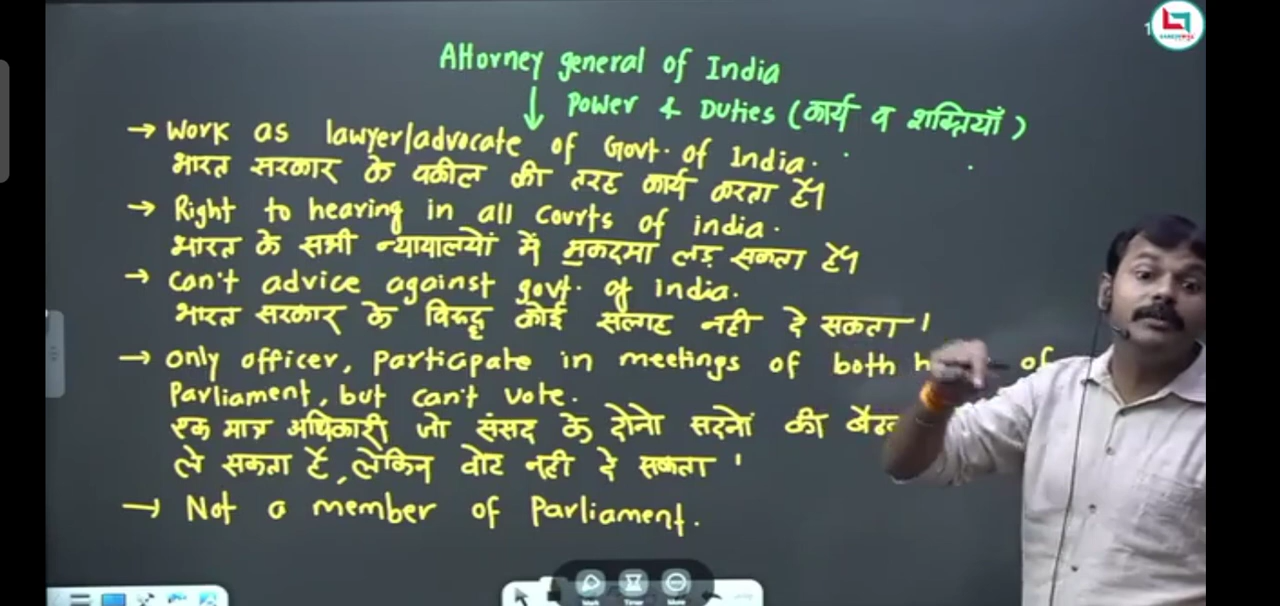 Attorney general of India
Power & Duties (कार्य व शक्तियाँ)
→ Work as lawyer/advocate of Govt. of India.
भारत सरकार के वकील की तरह कार्य करता है।
→ Right to hearing in all courts of india.
भारत के सभी न्यायालयों में मुकदमा लड़ सकता है।
→ Can't advice against govt. of India.
भारत सरकार के विरुद्ध कोई सलाह नही दे सकता।
→ Only officer, participate in meetings of both of
Parliament, but can't vote.
एक मात्र अधिकारी जो संसद के दोनो सदनों की
ले सकता है, लेकिन वोट नही दे सकता।
→ Not a member of Parliament.